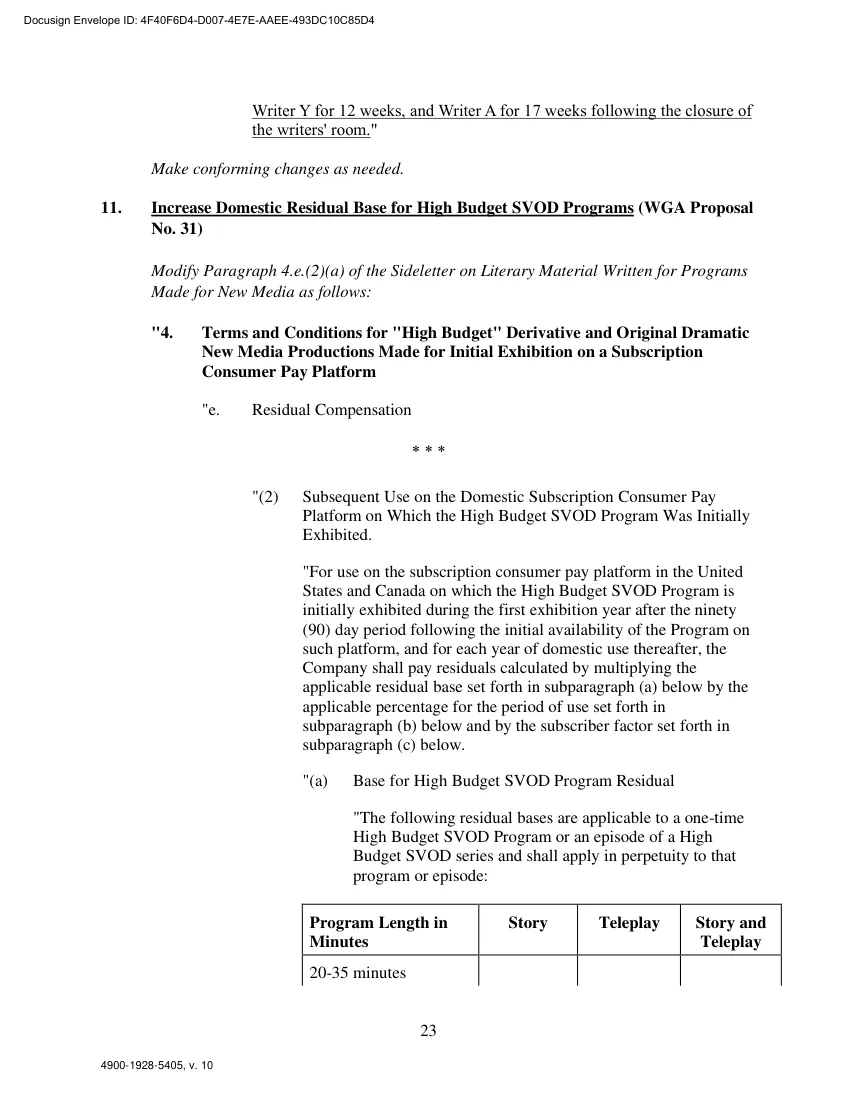 Docusign Envelope ID: 4F40F6D4-D007-4E7E-AAEE-493DC10C85D4
Writer Y for 12 weeks, and Writer A for 17 weeks following the closure of
the writers' room."
Make conforming changes as needed.
11. Increase Domestic Residual Base for High Budget SVOD Programs (WGA Proposal
No. 31)
Modify Paragraph 4.e.(2)(a) of the Sideletter on Literary Material Written for Programs
Made for New Media as follows:
"4. Terms and Conditions for "High Budget" Derivative and Original Dramatic
New Media Productions Made for Initial Exhibition on a Subscription
Consumer Pay Platform
"e. Residual Compensation
* * *
"(2) Subsequent Use on the Domestic Subscription Consumer Pay
Platform on Which the High Budget SVOD Program Was Initially
Exhibited.
"For use on the subscription consumer pay platform in the United
States and Canada on which the High Budget SVOD Program is
initially exhibited during the first exhibition year after the ninety
(90) day period following the initial availability of the Program on
such platform, and for each year of domestic use thereafter, the
Company shall pay residuals calculated by multiplying the
applicable residual base set forth in subparagraph (a) below by the
applicable percentage for the period of use set forth in
subparagraph (b) below and by the subscriber factor set forth in
subparagraph (c) below.
"(a) Base for High Budget SVOD Program Residual
"The following residual bases are applicable to a one-time
High Budget SVOD Program or an episode of a High
Budget SVOD series and shall apply in perpetuity to that
program or episode:
Program Length in Story Teleplay Story and
Minutes Teleplay
20-35 minutes
23
4900-1928-5405, v. 10